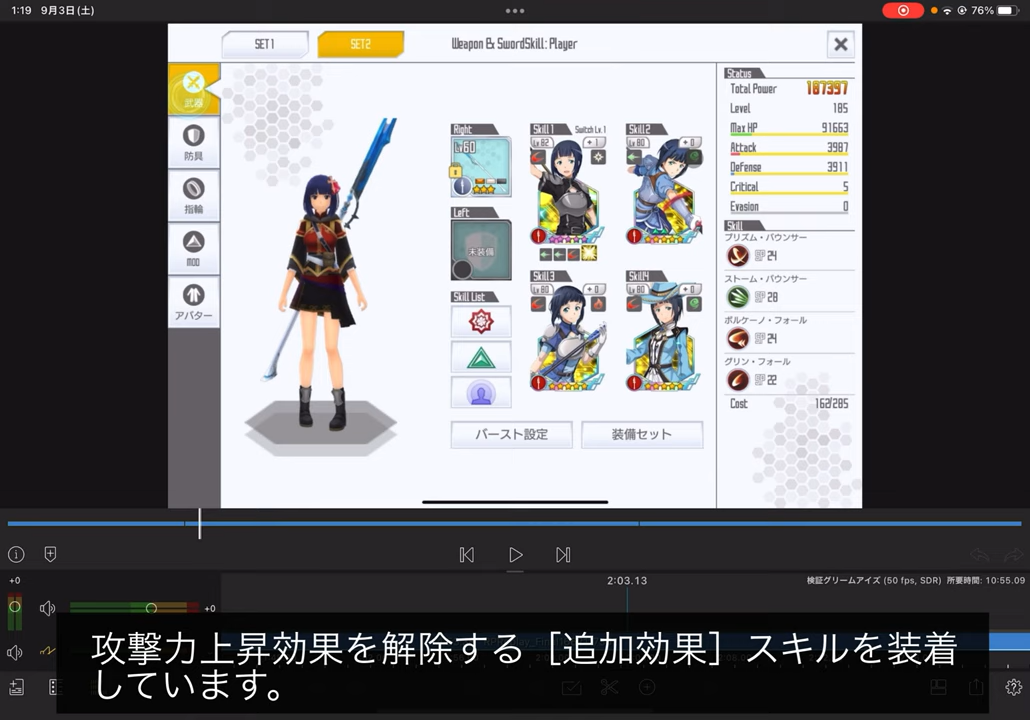 1:19 9月3日(土)
76%
SET1
SET2
Weapon & SwordSkill: Player
武器
防具
指輪
MOD
アバター
Right
Lv60
Left
未装備
Skill List
Skill1
Switch Lv.1
Lv 82
+1
Skill2
Lv 80
+0
Skill3
Lv 80
+0
Skill4
Lv 80
+0
バースト設定
装備セット
Status
Total Power 187397
Level 185
Max HP 91663
Attack 3987
Defense 3911
Critical 5
Evasion 0
Skill
プリズム・バウンサー
24
ストーム・バウンサー
28
ボルケーノ・フォール
24
グリン・フォール
22
Cost 162/285
+0
2:03.13
検証グリームアイズ (50 fps, SDR) 所要時間: 10:55.09
+0
攻撃力上昇効果を解除する［追加効果］スキルを装着
しています。